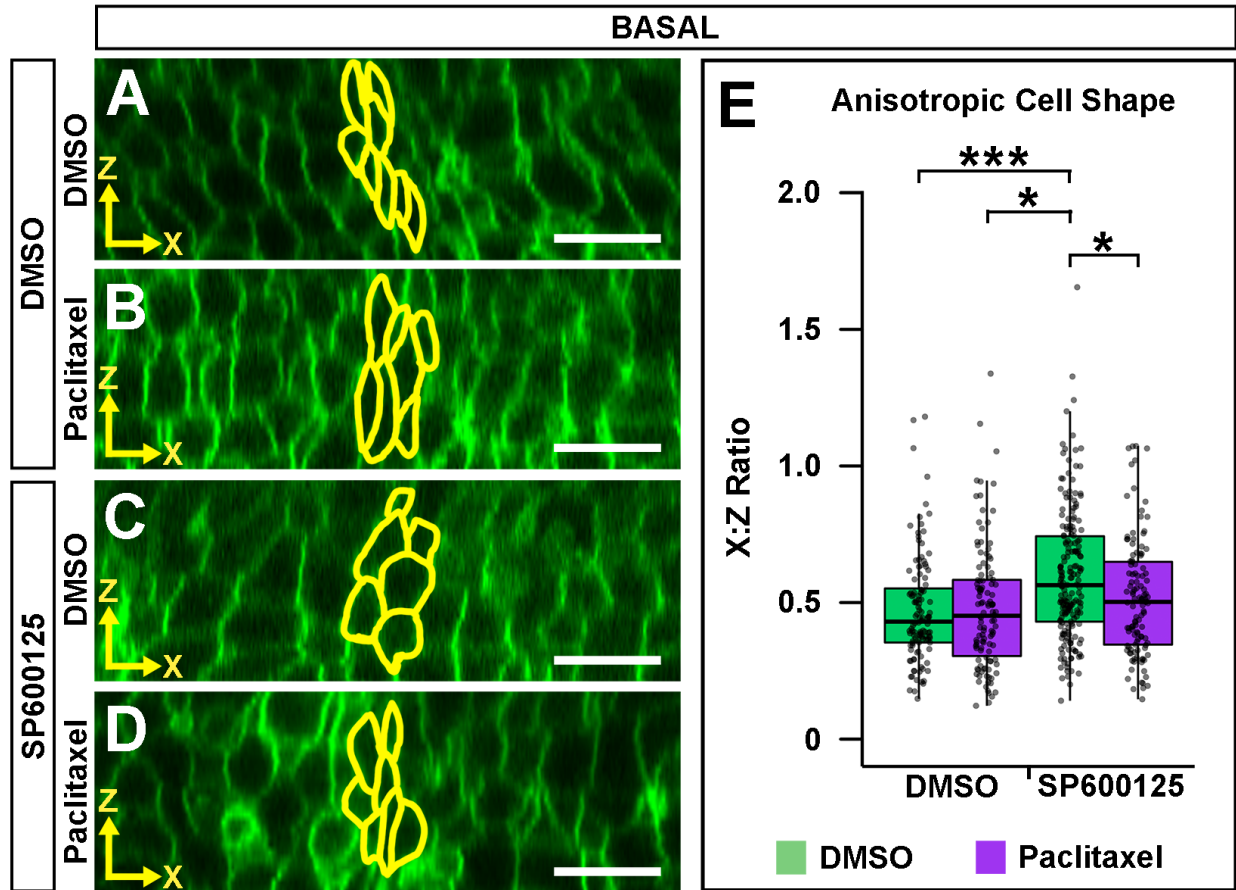 BASAL
DMSO
DMSO
A
Z
X
Paclitaxel
B
Z
X
SP600125
DMSO
C
Z
X
Paclitaxel
D
Z
X
E
Anisotropic Cell Shape
***
*
*
X:Z Ratio
2.0
1.5
1.0
0.5
0
DMSO SP600125
DMSO Paclitaxel